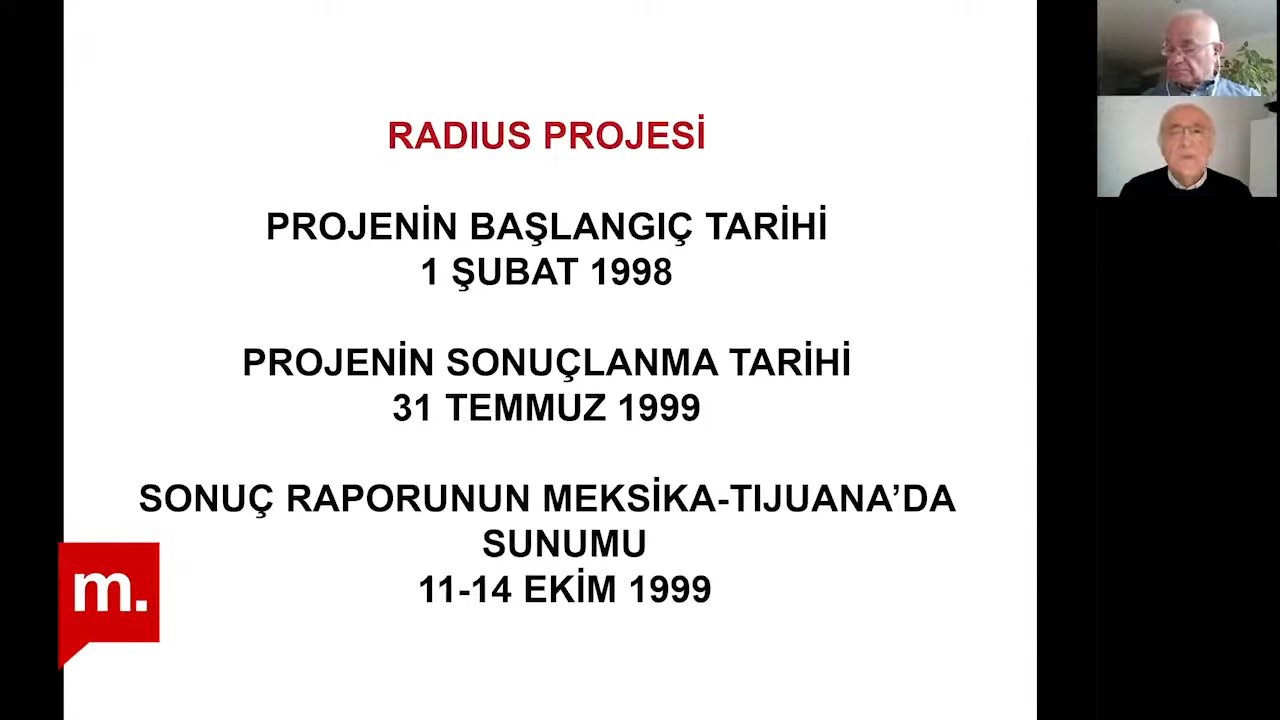 RADIUS PROJESİ
PROJENİN BAŞLANGIÇ TARİHİ
1 ŞUBAT 1998
PROJENİN SONUÇLANMA TARİHİ
31 TEMMUZ 1999
SONUÇ RAPORUNUN MEKSİKA-TIJUANA’DA
SUNUMU
11-14 EKİM 1999
m.